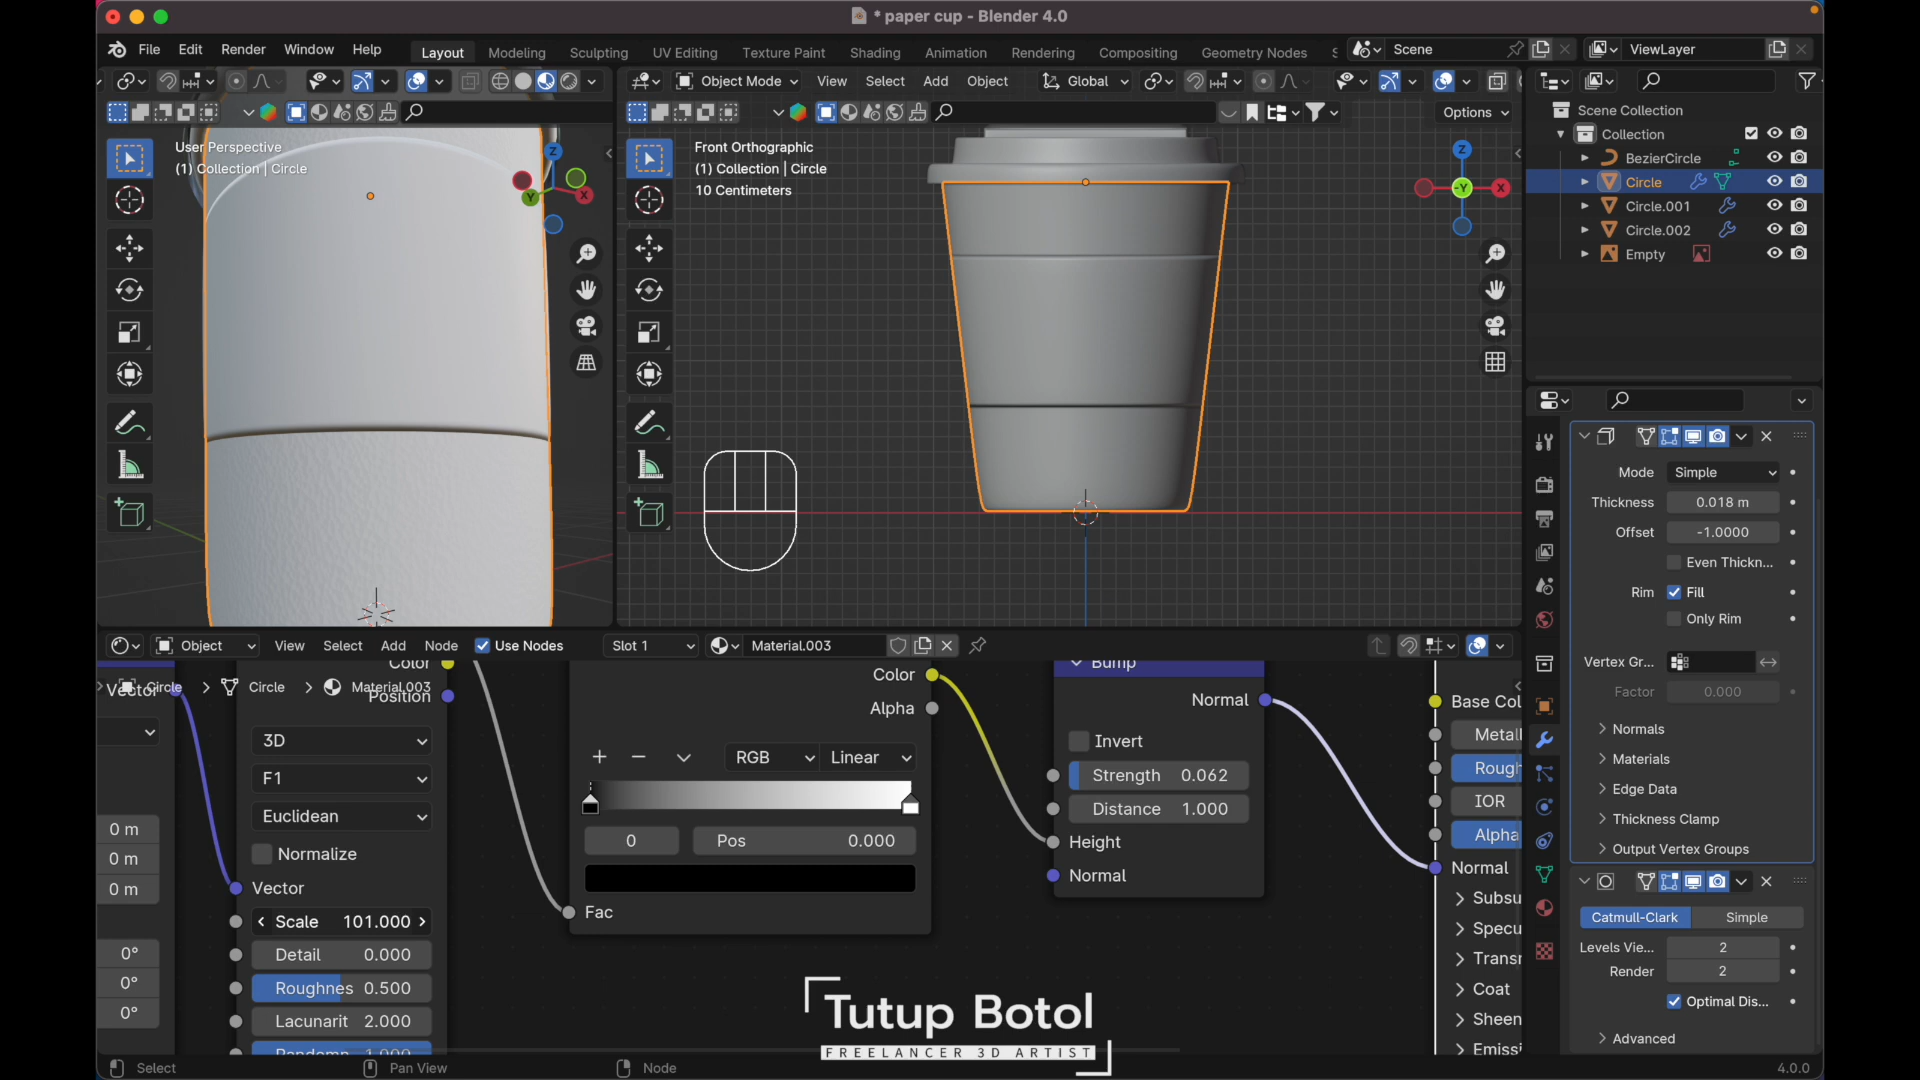 * paper cup - Blender 4.0
File Edit Render Window Help Layout Modeling Sculpting UV Editing Texture Paint Shading Animation Rendering Compositing Geometry Nodes S Scene ViewLayer
Object Mode View Select Add Object Global
Options
User Perspective
(1) Collection | Circle
Z
X
Y
Front Orthographic
(1) Collection | Circle
10 Centimeters
Z
-Y
X
Scene Collection
Collection
BezierCircle
Circle
Circle.001
Circle.002
Empty
Mode Simple
Thickness 0.018 m
Offset -1.0000
Even Thickn...
Rim Fill
Only Rim
Vertex Gr...
Factor 0.000
Normals
Materials
Edge Data
Thickness Clamp
Output Vertex Groups
Catmull-Clark Simple
Levels Vie... 2
Render 2
Optimal Dis...
Advanced
Object View Select Add Node Use Nodes Slot 1 Material.003
Circle Circle Material.003
Vector
0 m
0 m
0 m
0°
0°
0°
Color
Position
3D
F1
Euclidean
Normalize
Vector
Scale 101.000
Detail 0.000
Roughnes 0.500
Lacunarit 2.000
Randomn 1.000
Color
Alpha
RGB Linear
0 Pos 0.000
Fac
Bump
Normal
Invert
Strength 0.062
Distance 1.000
Height
Normal
Base Col
Metall
Rough
IOR
Alpha
Normal
Subsu
Specu
Transr
Coat
Sheen
Emissi
Tutup Botol
FREELANCER 3D ARTIST
Select Pan View Node 4.0.0